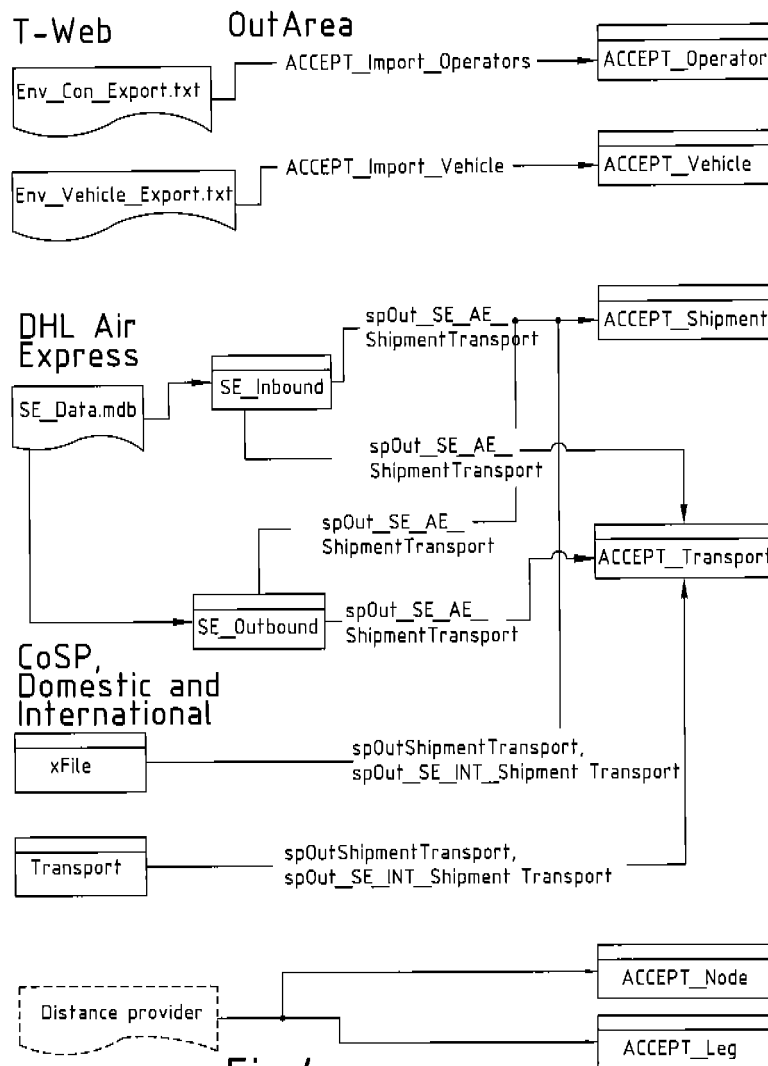 T-Web
OutArea
Env_Con_Export.txt
ACCEPT_Import_Operators
ACCEPT_Operator
Env_Vehicle_Export.txt
ACCEPT_Import_Vehicle
ACCEPT_Vehicle
DHL Air
Express
SE_Data.mdb
SE_Inbound
spOut_SE_AE_
ShipmentTransport
ACCEPT_Shipment
spOut_SE_AE_
ShipmentTransport
spOut_SE_AE_
ShipmentTransport
ACCEPT_Transport
SE_Outbound
spOut_SE_AE_
ShipmentTransport
CoSP,
Domestic and
International
xFile
spOutShipmentTransport,
spOut_SE_INT_Shipment Transport
Transport
spOutShipmentTransport,
spOut_SE_INT_Shipment Transport
Distance provider
ACCEPT_Node
ACCEPT_Leg